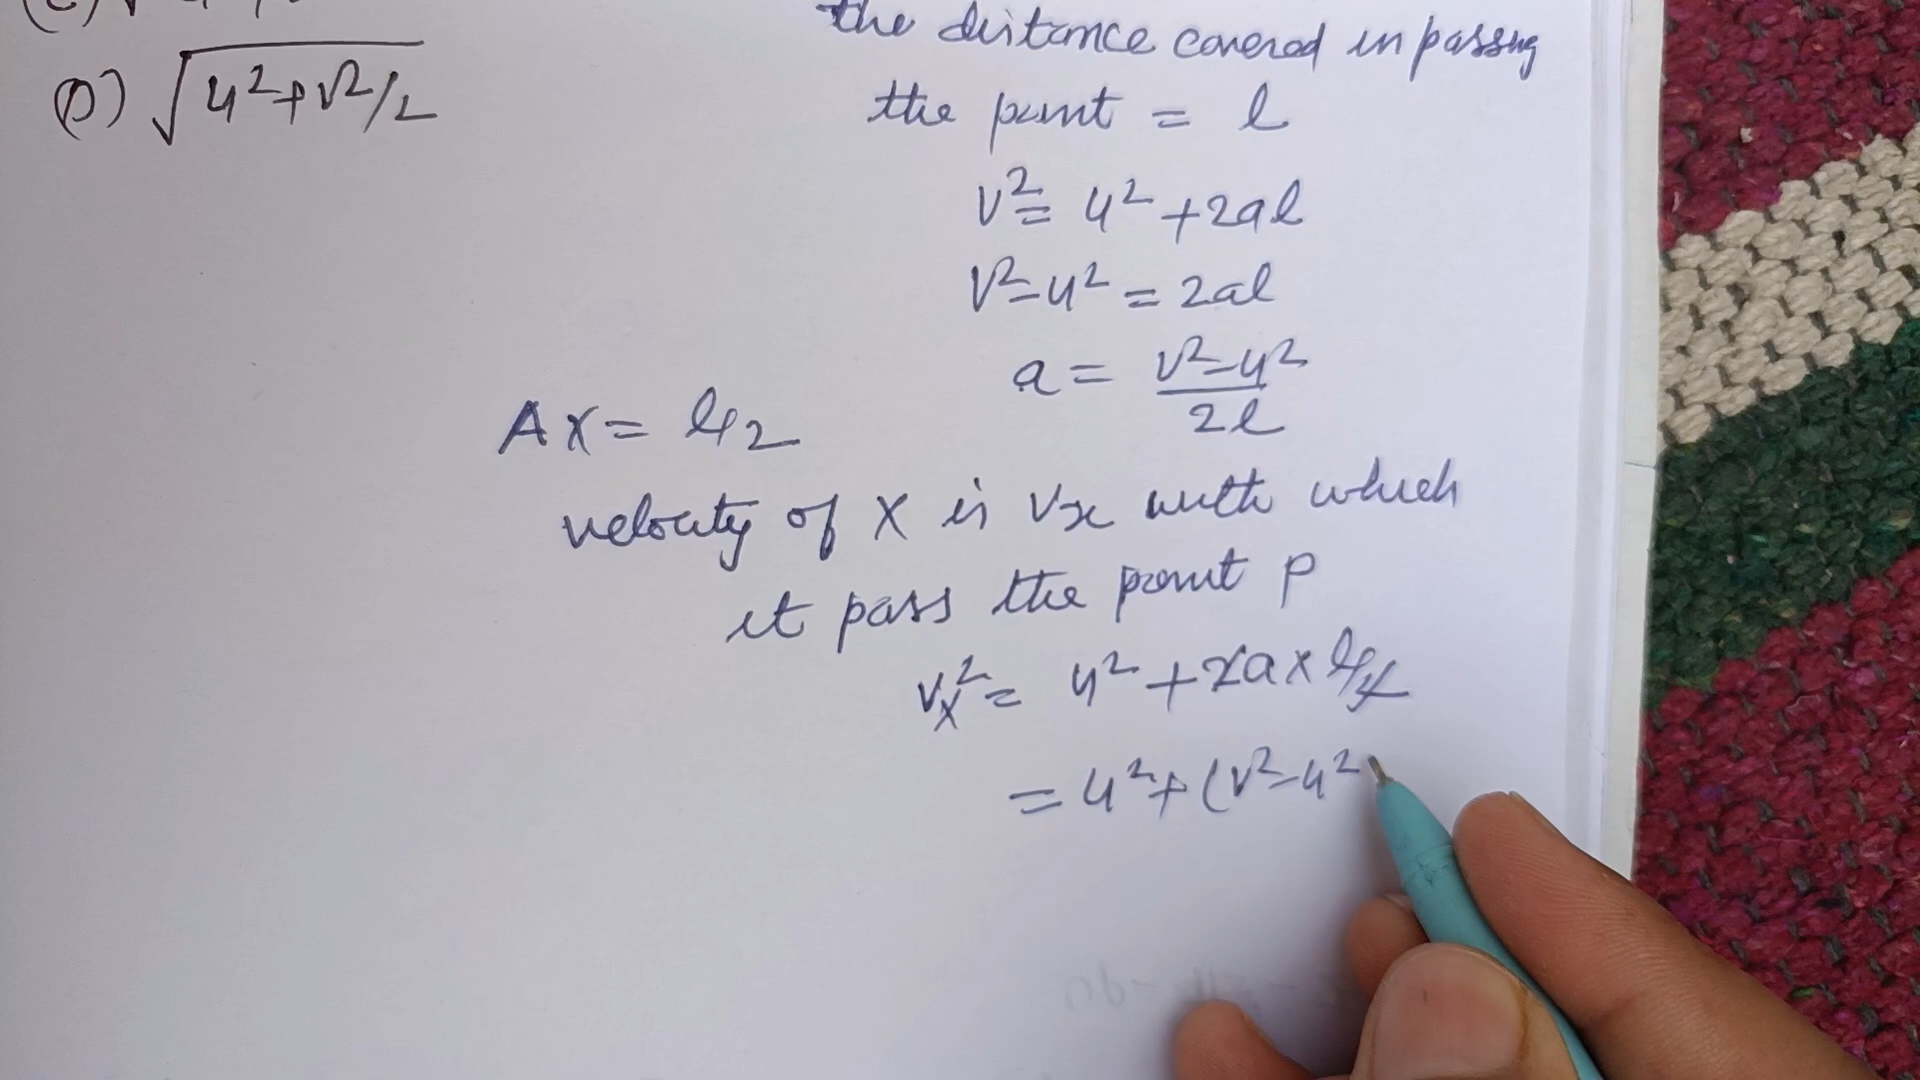 D) √u²+v²/2
the distance covered in passing
the point = l
v² = u² + 2al
v² - u² = 2al
a = v² - u² / 2l
AX = l/2
velocity of X is Vx with which
it pass the point P
Vx² = u² + 2a x l/2
= u² + (v² - u²